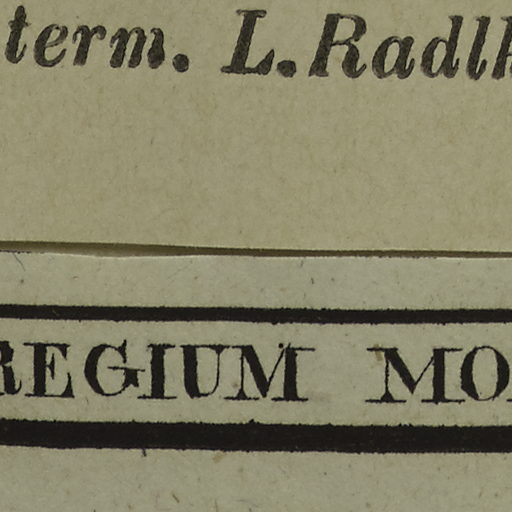 term. L. Radlk
REGIUM MO